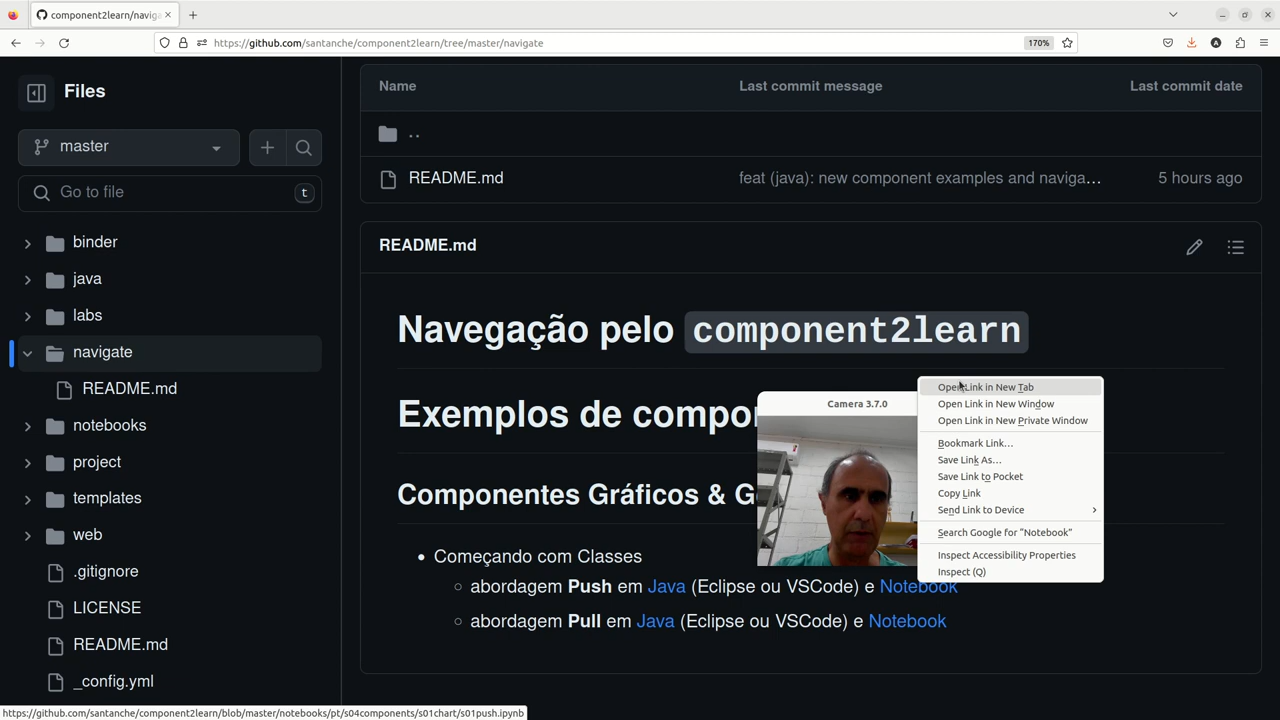 component2learn/naviga
https://github.com/santanche/component2learn/tree/master/navigate
170%
Files
master
Go to file
t
binder
java
labs
navigate
README.md
notebooks
project
templates
web
.gitignore
LICENSE
README.md
_config.yml
Name Last commit message Last commit date
..
README.md feat (java): new component examples and naviga... 5 hours ago
README.md
Navegação pelo component2learn
Exemplos de compo
Componentes Gráficos & G
Começando com Classes
abordagem Push em Java (Eclipse ou VSCode) e Notebook
abordagem Pull em Java (Eclipse ou VSCode) e Notebook
Camera 3.7.0
Open Link in New Tab
Open Link in New Window
Open Link in New Private Window
Bookmark Link...
Save Link As...
Save Link to Pocket
Copy Link
Send Link to Device
Search Google for "Notebook"
Inspect Accessibility Properties
Inspect (Q)
https://github.com/santanche/component2learn/blob/master/notebooks/pt/s04components/s01chart/s01push.ipynb